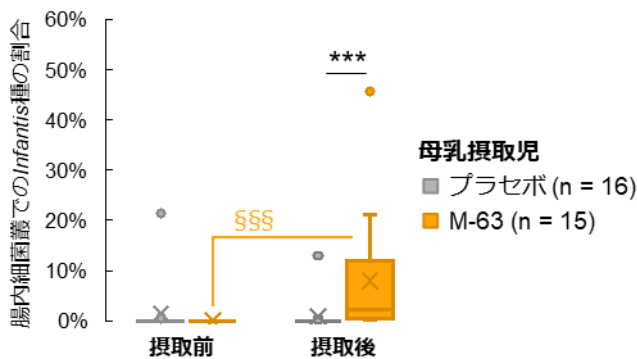 腸内細菌叢でのInfantis種の割合
60%
50%
40%
30%
20%
10%
0%
***
§§§
摂取前
摂取後
母乳摂取児
プラセボ (n = 16)
M-63 (n = 15)